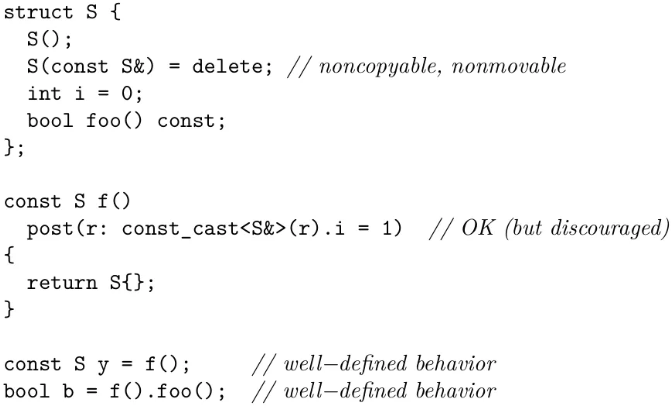 struct S {
  S();
  S(const S&) = delete; // noncopyable, nonmovable
  int i = 0;
  bool foo() const;
};

const S f()
  post(r: const_cast<S&>(r).i = 1)  // OK (but discouraged)
{
  return S{};
}

const S y = f();     // well−defined behavior
bool b = f().foo();  // well−defined behavior